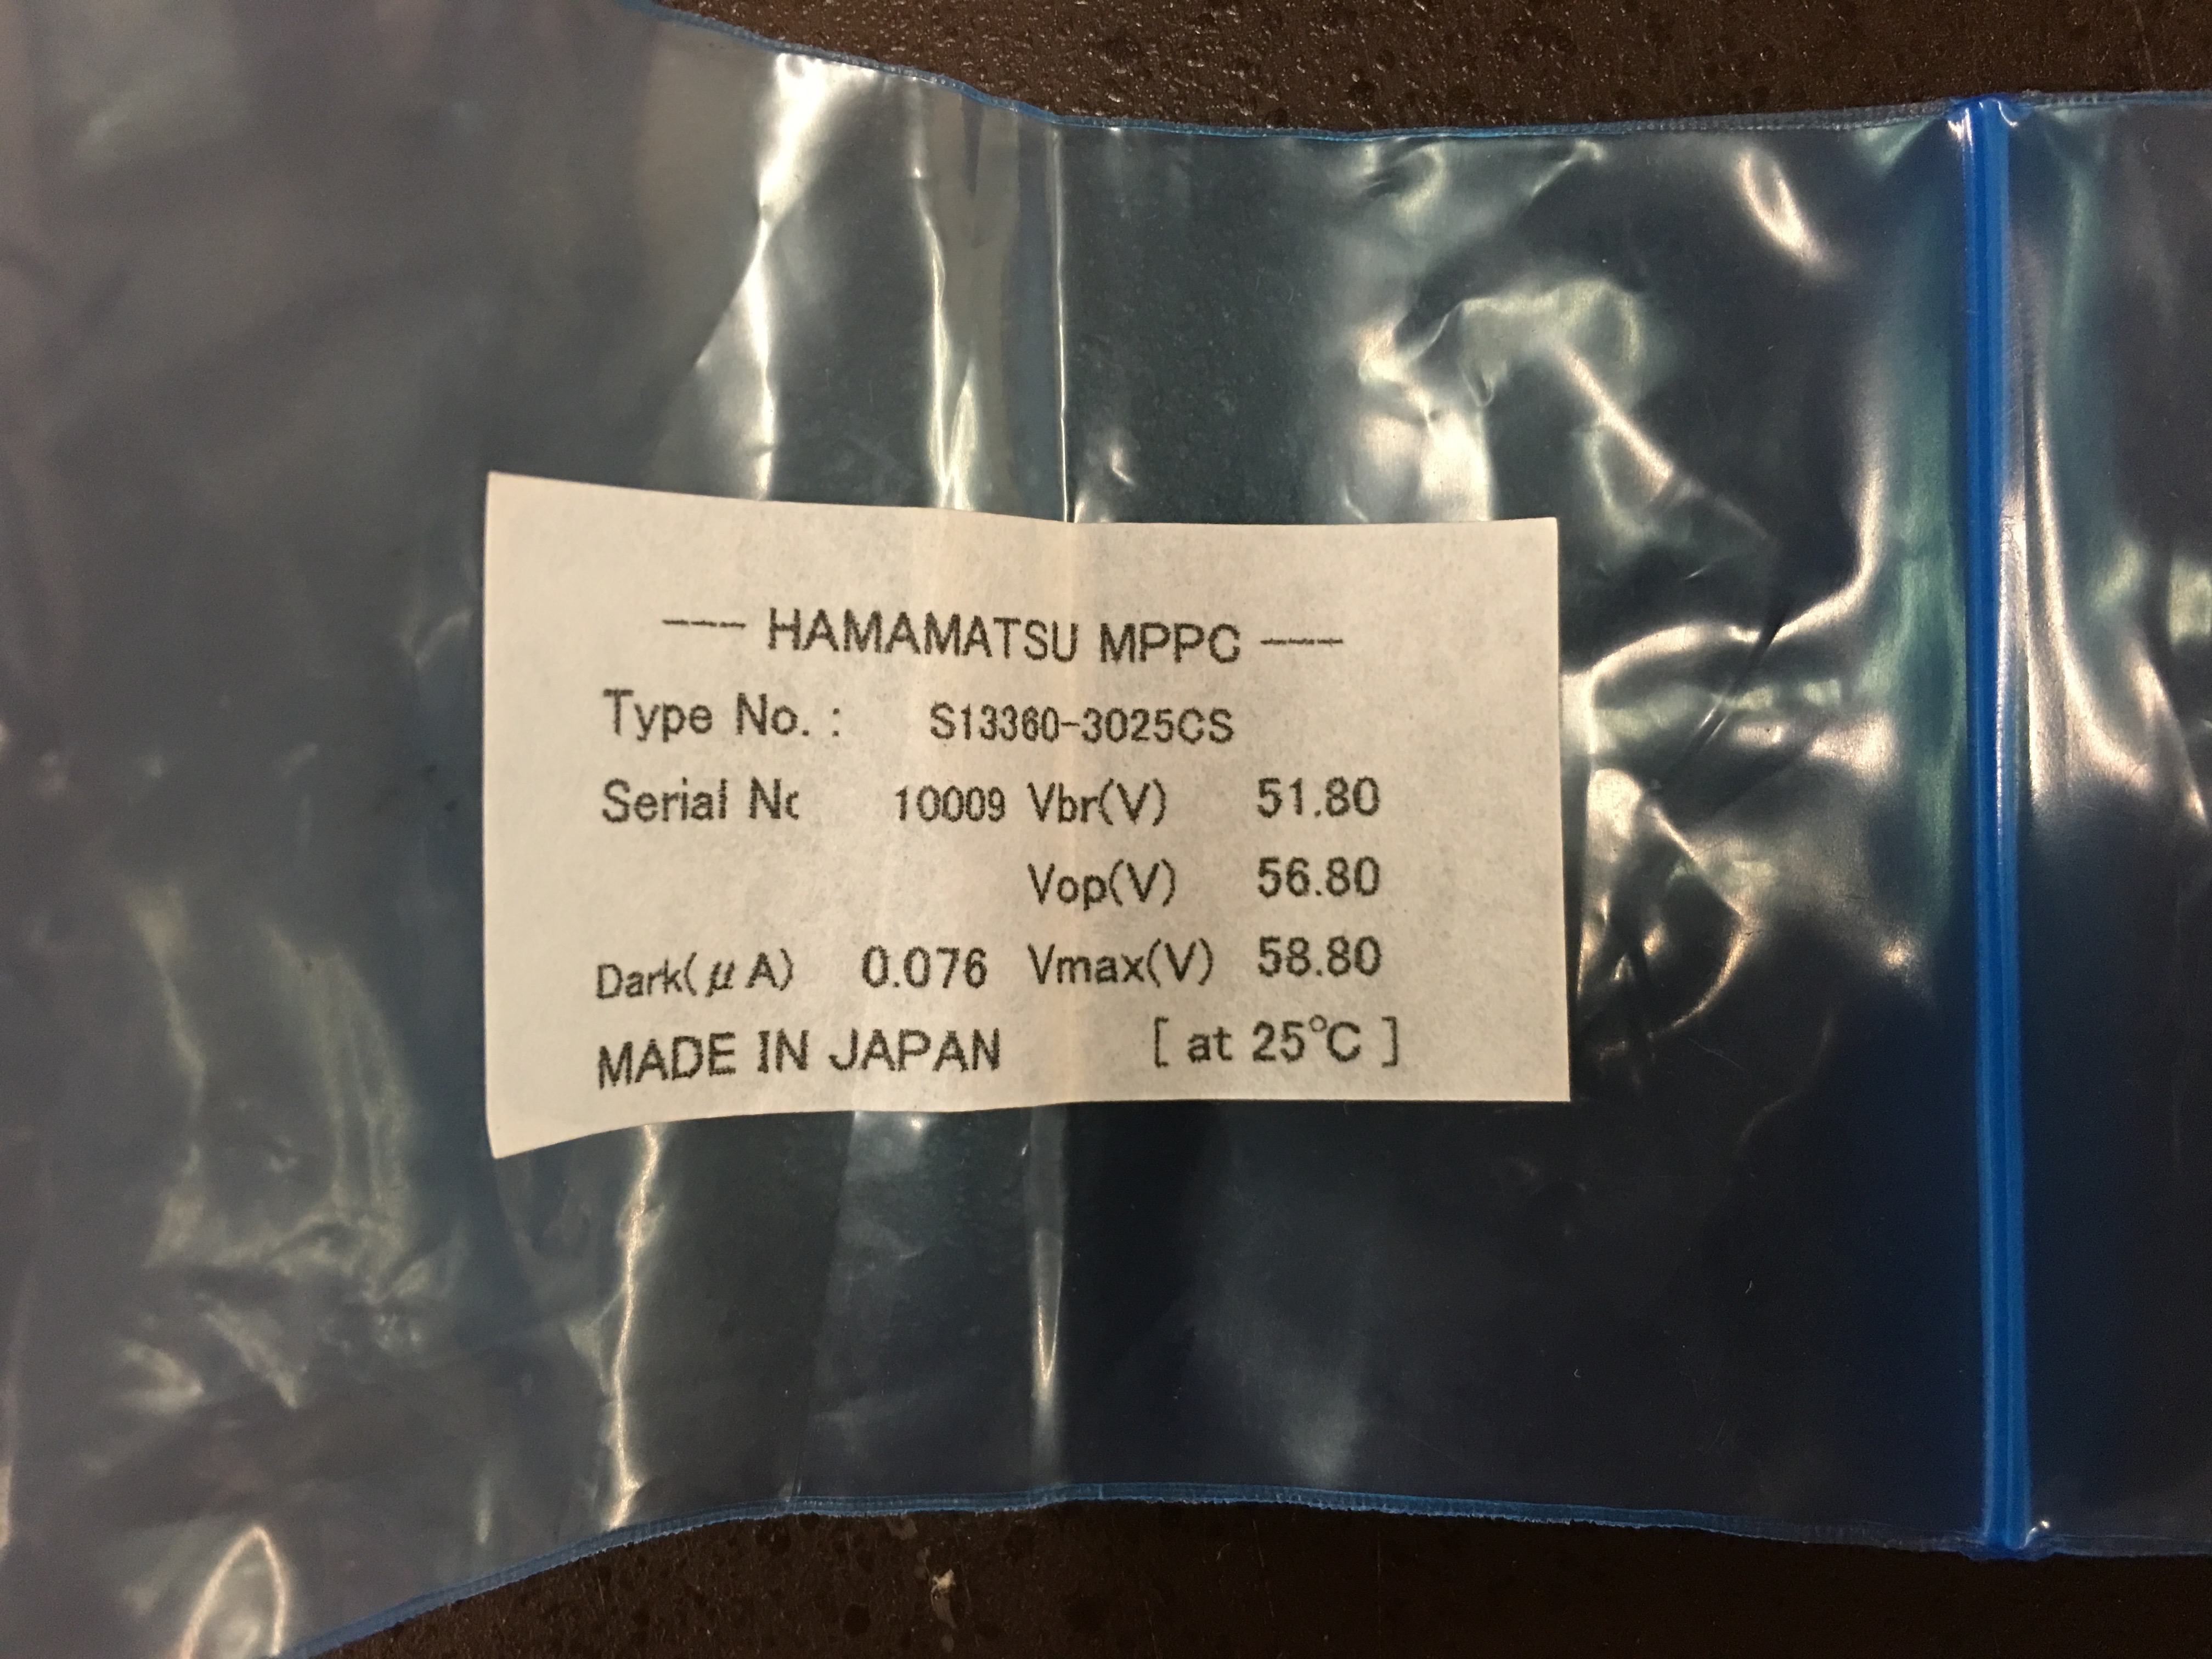 --- HAMAMATSU MPPC ---
Type No. : S13360-3025CS
Serial Nc 10009 Vbr(V) 51.80
Vop(V) 56.80
Dark(μA) 0.076 Vmax(V) 58.80
MADE IN JAPAN [ at 25℃ ]